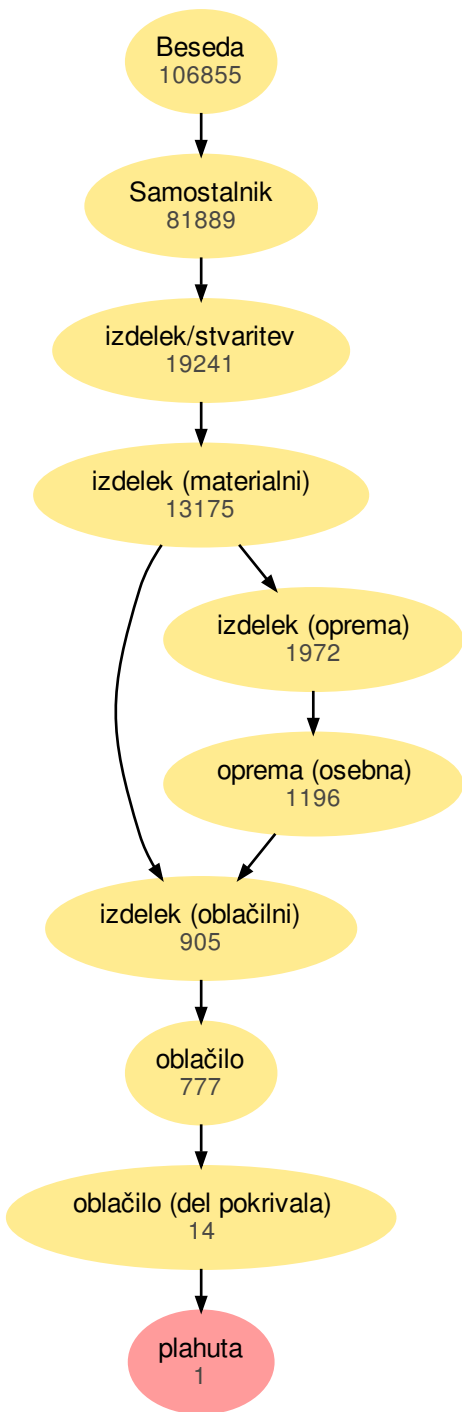 Beseda
106855
Samostalnik
81889
izdelek/stvaritev
19241
izdelek (materialni)
13175
izdelek (oprema)
1972
oprema (osebna)
1196
izdelek (oblačilni)
905
oblačilo
777
oblačilo (del pokrivala)
14
plahuta
1